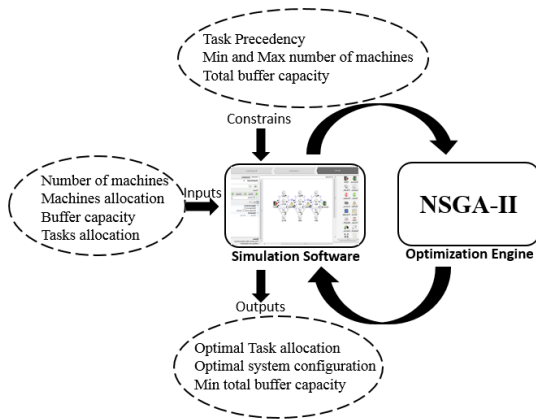 Task Precedency
Min and Max number of machines
Total buffer capacity
Constrains
Number of machines
Machines allocation
Buffer capacity
Tasks allocation
Inputs
NSGA-II
Simulation Software
Optimization Engine
Outputs
Optimal Task allocation
Optimal system configuration
Min total buffer capacity